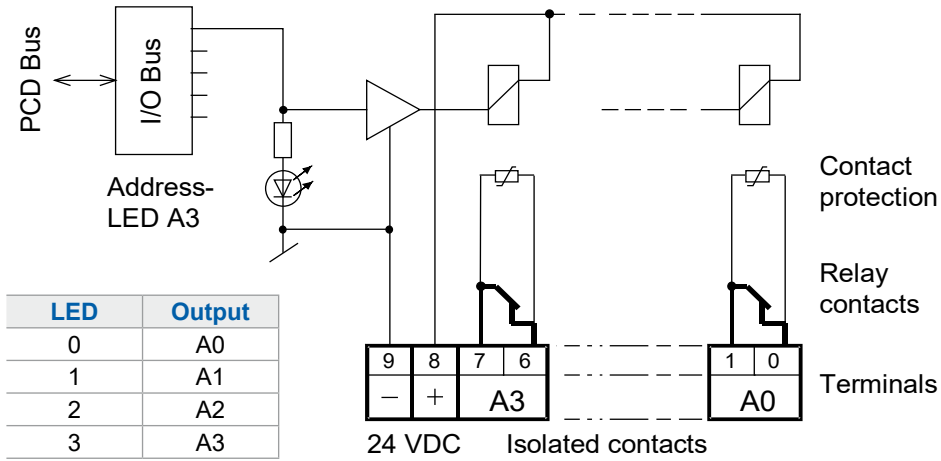 PCD Bus
I/O Bus
Address-
LED A3
Contact
protection
Relay
contacts
LED Output
0 A0
1 A1
2 A2
3 A3
9 8 7 6 1 0
− + A3 A0
Terminals
24 VDC Isolated contacts